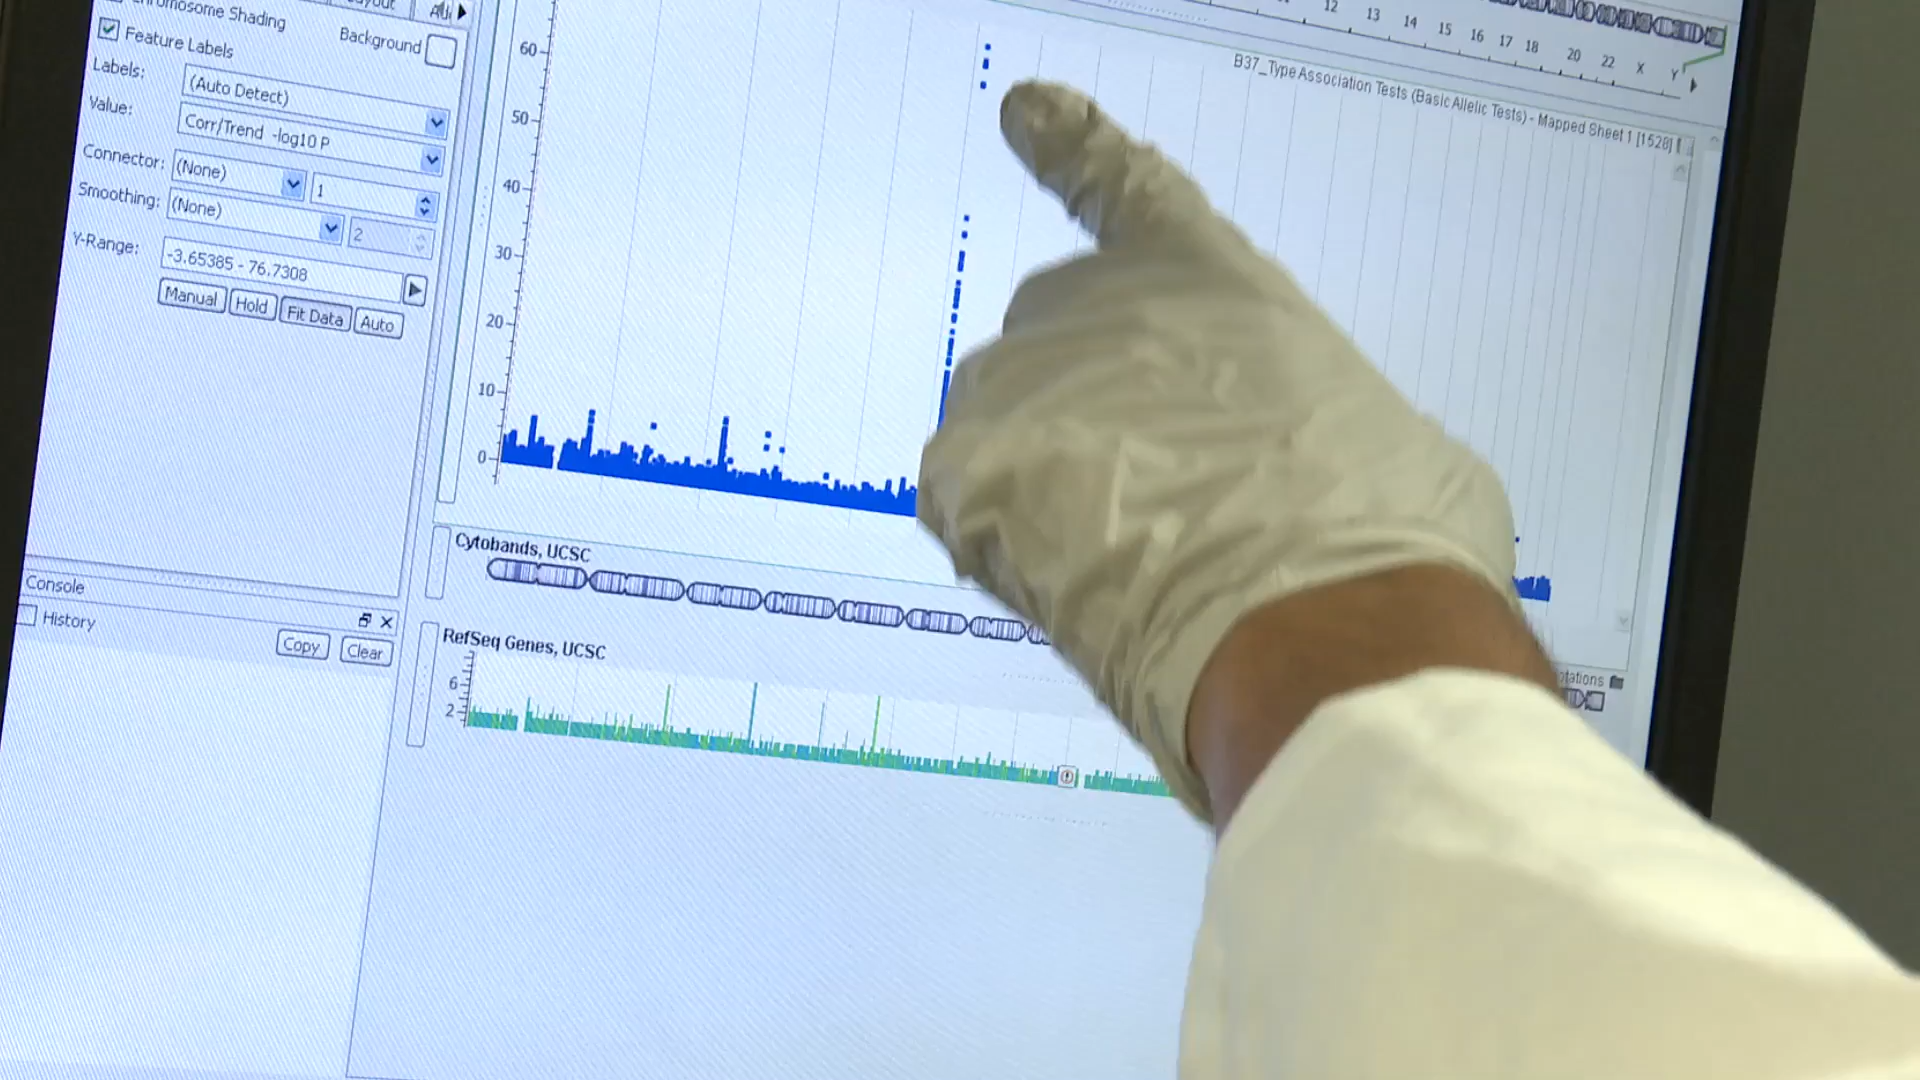 Chromosome Shading
Background
Feature Labels
Labels:
(Auto Detect)
Value:
Corr/Trend -log10 P
Connector:
(None)
1
Smoothing:
(None)
2
Y-Range:
-3.65385 - 76.7308
Manual
Hold
Fit Data
Auto
Console
History
Copy
Clear
12 13 14 15 16 17 18 20 22 X Y
B37_Type Association Tests (Basic Allelic Tests) - Mapped Sheet 1 [1528]
60
50
40
30
20
10
0
Cytobands, UCSC
RefSeq Genes, UCSC
6
2